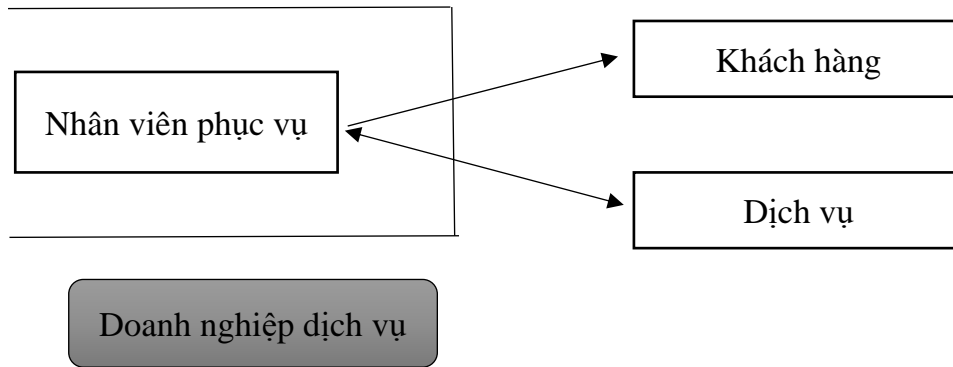 Khách hàng
Nhân viên phục vụ
Dịch vụ
Doanh nghiệp dịch vụ